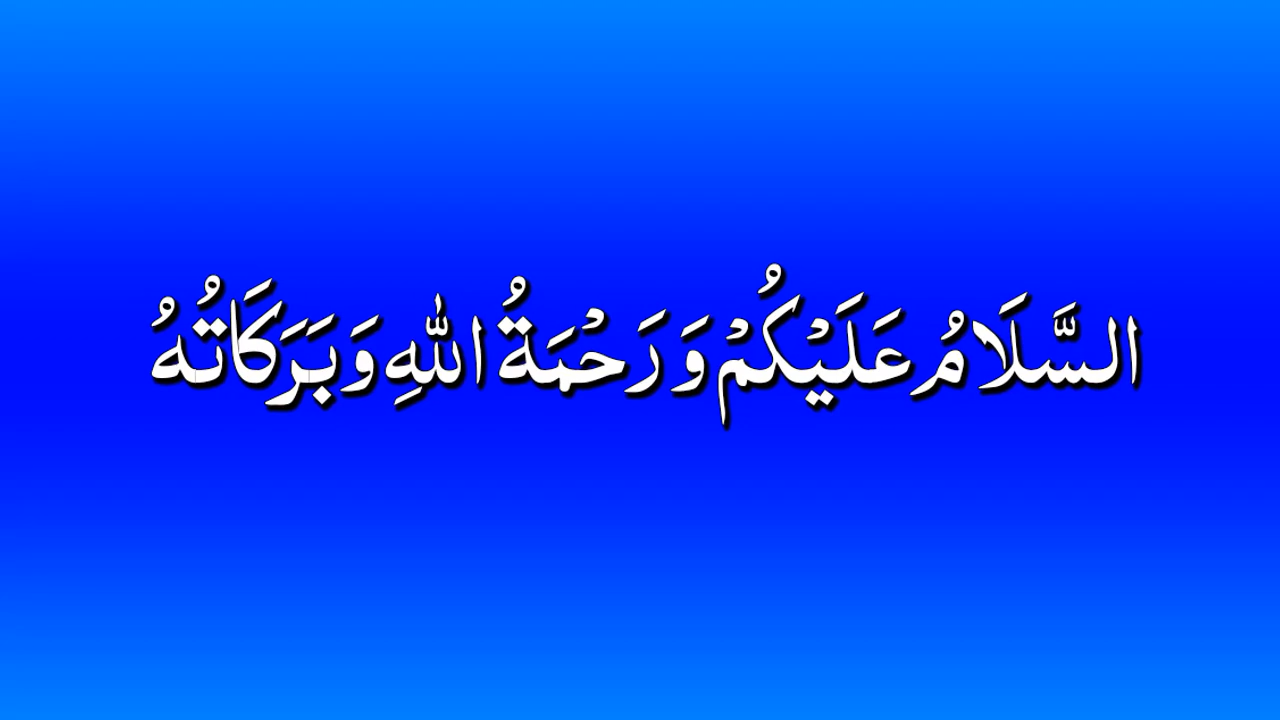 السَّلَامُ عَلَيْكُمْ وَ رَحْمَةُ اللهِ وَبَرَكَاتُهُ